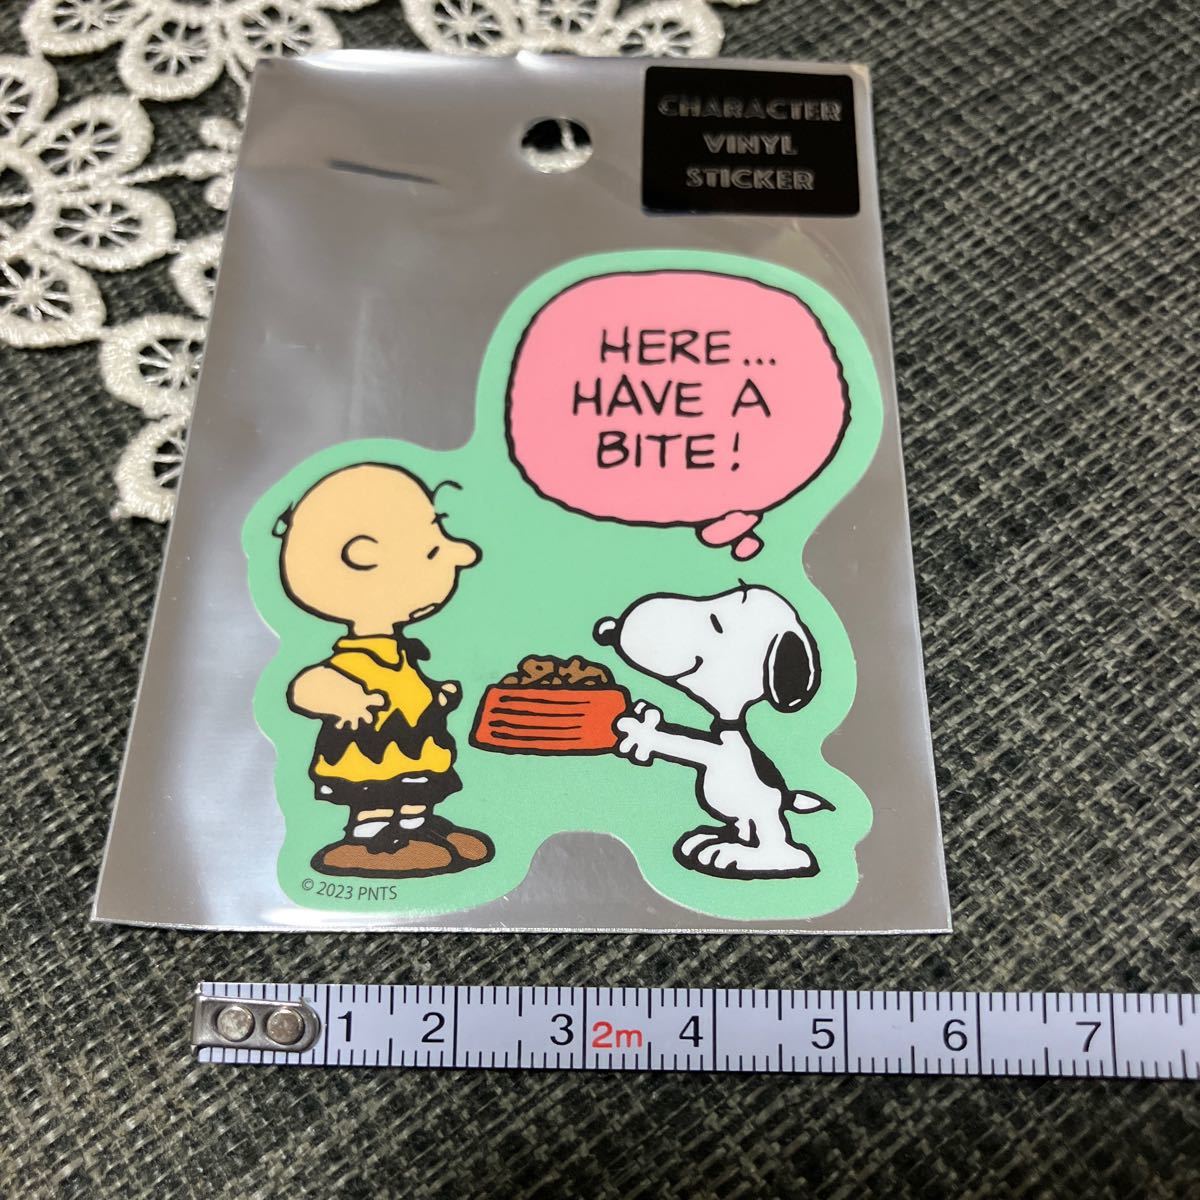 CHARACTER
VINYL
STICKER
HERE...
HAVE A
BITE!
© 2023 PNTS
1 2 3 2m 4 5 6 7